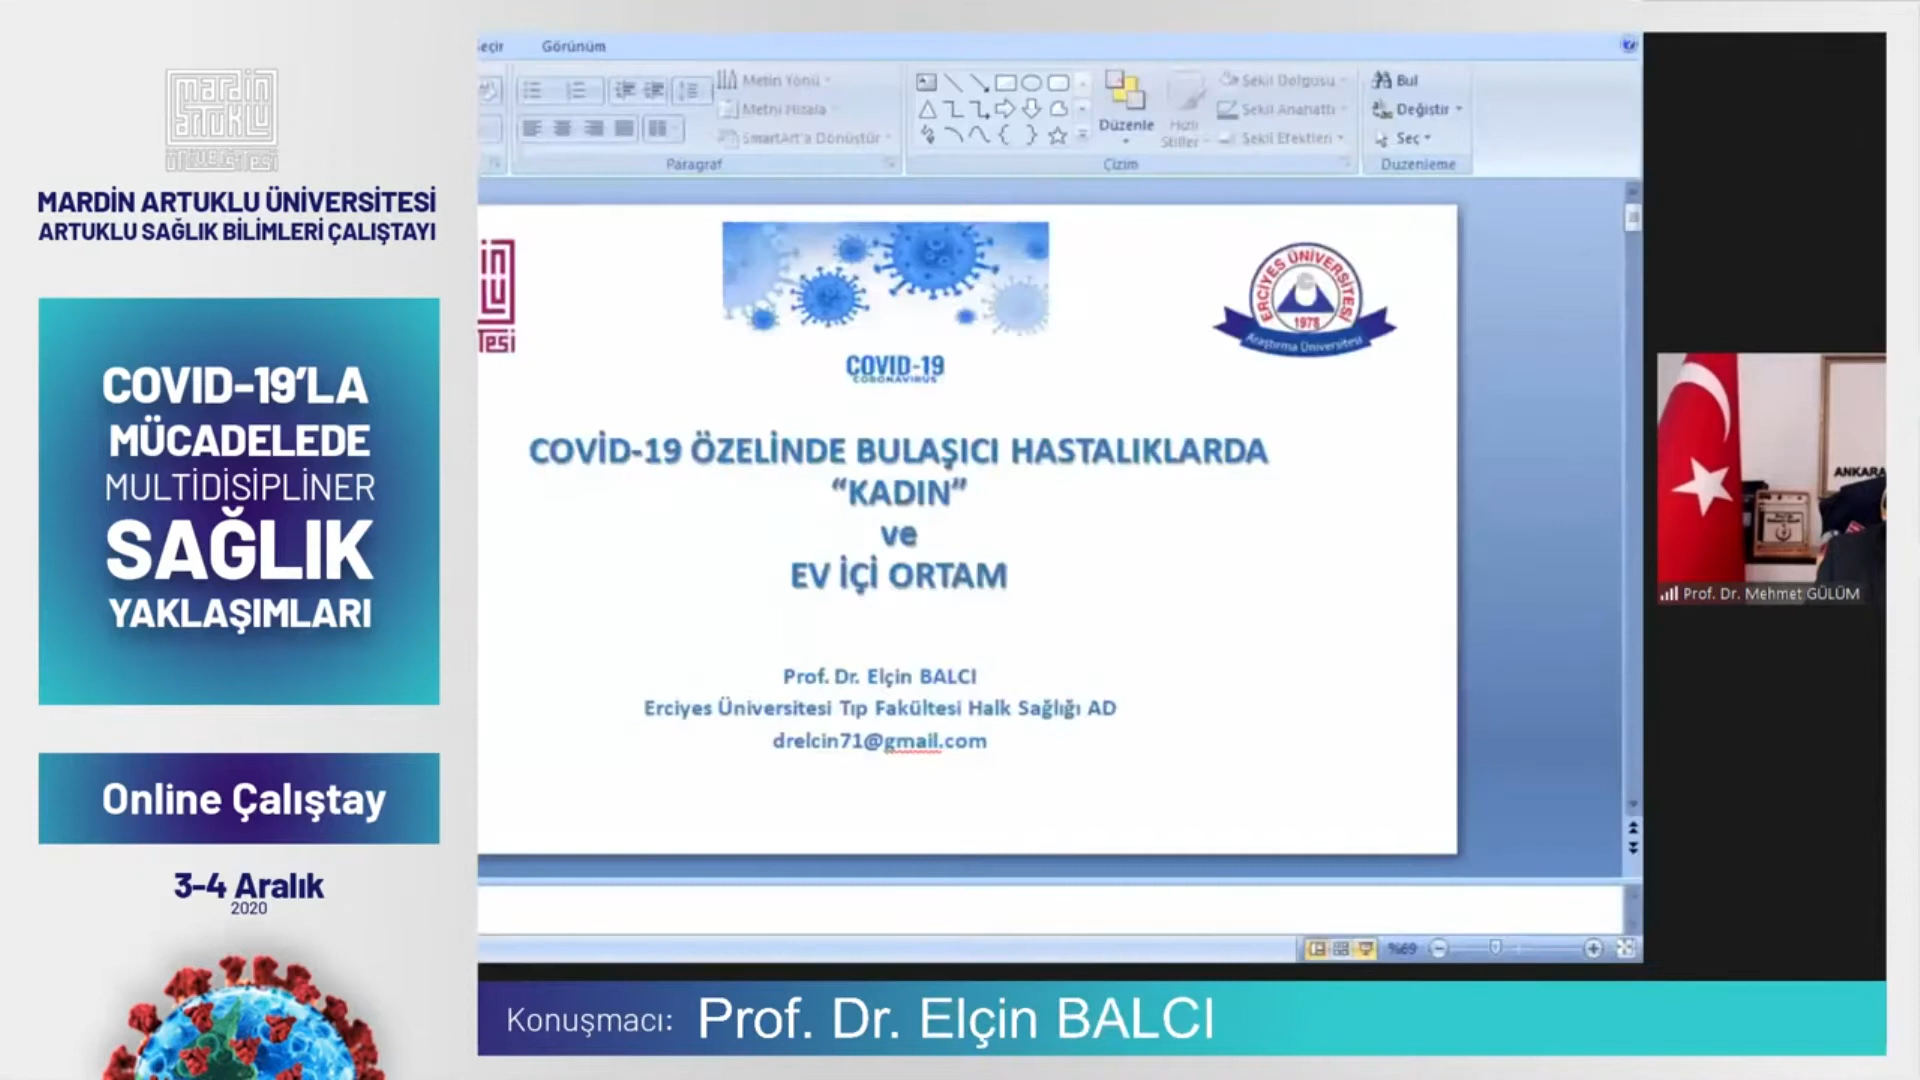 mardin
artuklu
üniversitesi
MARDİN ARTUKLU ÜNİVERSİTESİ
ARTUKLU SAĞLIK BİLİMLERİ ÇALIŞTAYI
COVID-19'LA
MÜCADELEDE
MULTİDİSİPLİNER
SAĞLIK
YAKLAŞIMLARI
Online Çalıştay
3-4 Aralık
2020
Seçir Görünüm
Metin Yönü
Metni Hizala
SmartArt'a Dönüştür
Paragraf
Düzenle
Hızlı
Stiller
Şekil Dolgusu
Şekil Anahattı
Şekil Efektleri
Çizim
Bul
Değiştir
Seç
Düzenleme
ERCİYES ÜNİVERSİTESİ
1978
Araştırma Üniversitesi
COVID-19
CORONAVIRUS
COVİD-19 ÖZELİNDE BULAŞICI HASTALIKLARDA
“KADIN”
ve
EV İÇİ ORTAM
Prof. Dr. Elçin BALCI
Erciyes Üniversitesi Tıp Fakültesi Halk Sağlığı AD
drelcin71@gmail.com
%69
ANKARA
Prof. Dr. Mehmet GÜLÜM
Konuşmacı: Prof. Dr. Elçin BALCI